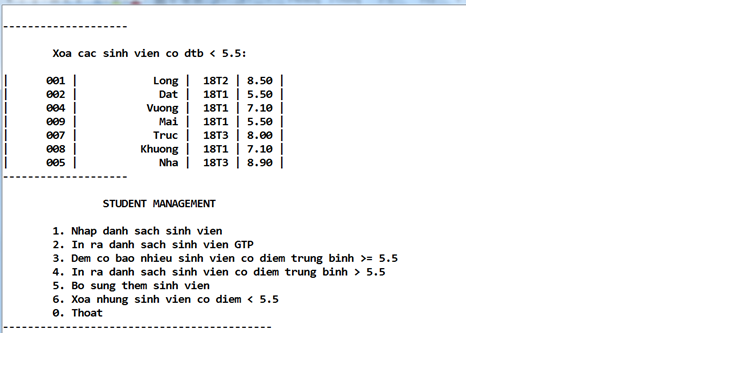 --------------------
Xoa cac sinh vien co dtb < 5.5:
| 001 | Long | 18T2 | 8.50 |
| 002 | Dat | 18T1 | 5.50 |
| 004 | Vuong | 18T1 | 7.10 |
| 009 | Mai | 18T1 | 5.50 |
| 007 | Truc | 18T3 | 8.00 |
| 008 | Khuong | 18T1 | 7.10 |
| 005 | Nha | 18T3 | 8.90 |
--------------------
STUDENT MANAGEMENT
1. Nhap danh sach sinh vien
2. In ra danh sach sinh vien GTP
3. Dem co bao nhieu sinh vien co diem trung binh >= 5.5
4. In ra danh sach sinh vien co diem trung binh > 5.5
5. Bo sung them sinh vien
6. Xoa nhung sinh vien co diem < 5.5
0. Thoat
-------------------------------------------